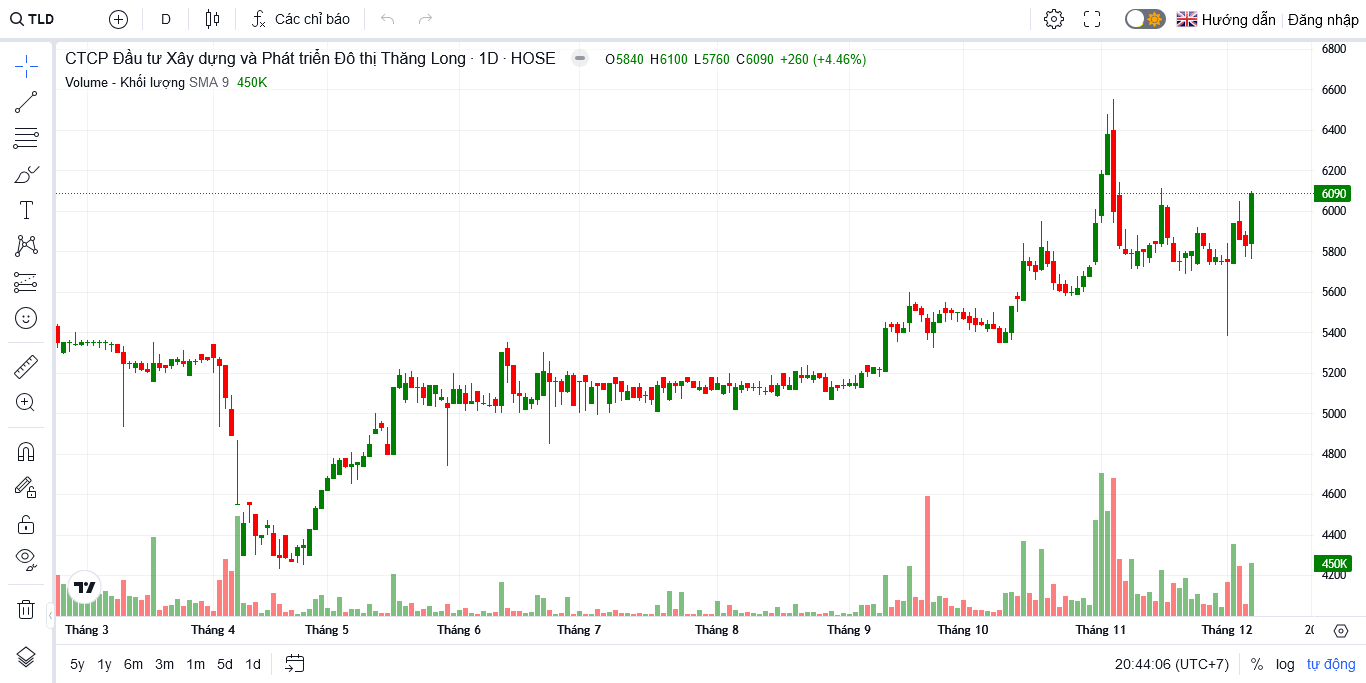 TLD D Các chỉ báo Hướng dẫn Đăng nhập
CTCP Đầu tư Xây dựng và Phát triển Đô thị Thăng Long · 1D · HOSE O5840 H6100 L5760 C6090 +260 (+4.46%)
Volume - Khối lượng SMA 9 450K
6800
6600
6400
6200
6090
6000
5800
5600
5400
5200
5000
4800
4600
4400
450K
4200
Tháng 3 Tháng 4 Tháng 5 Tháng 6 Tháng 7 Tháng 8 Tháng 9 Tháng 10 Tháng 11 Tháng 12
5y 1y 6m 3m 1m 5d 1d 20:44:06 (UTC+7) % log tự động